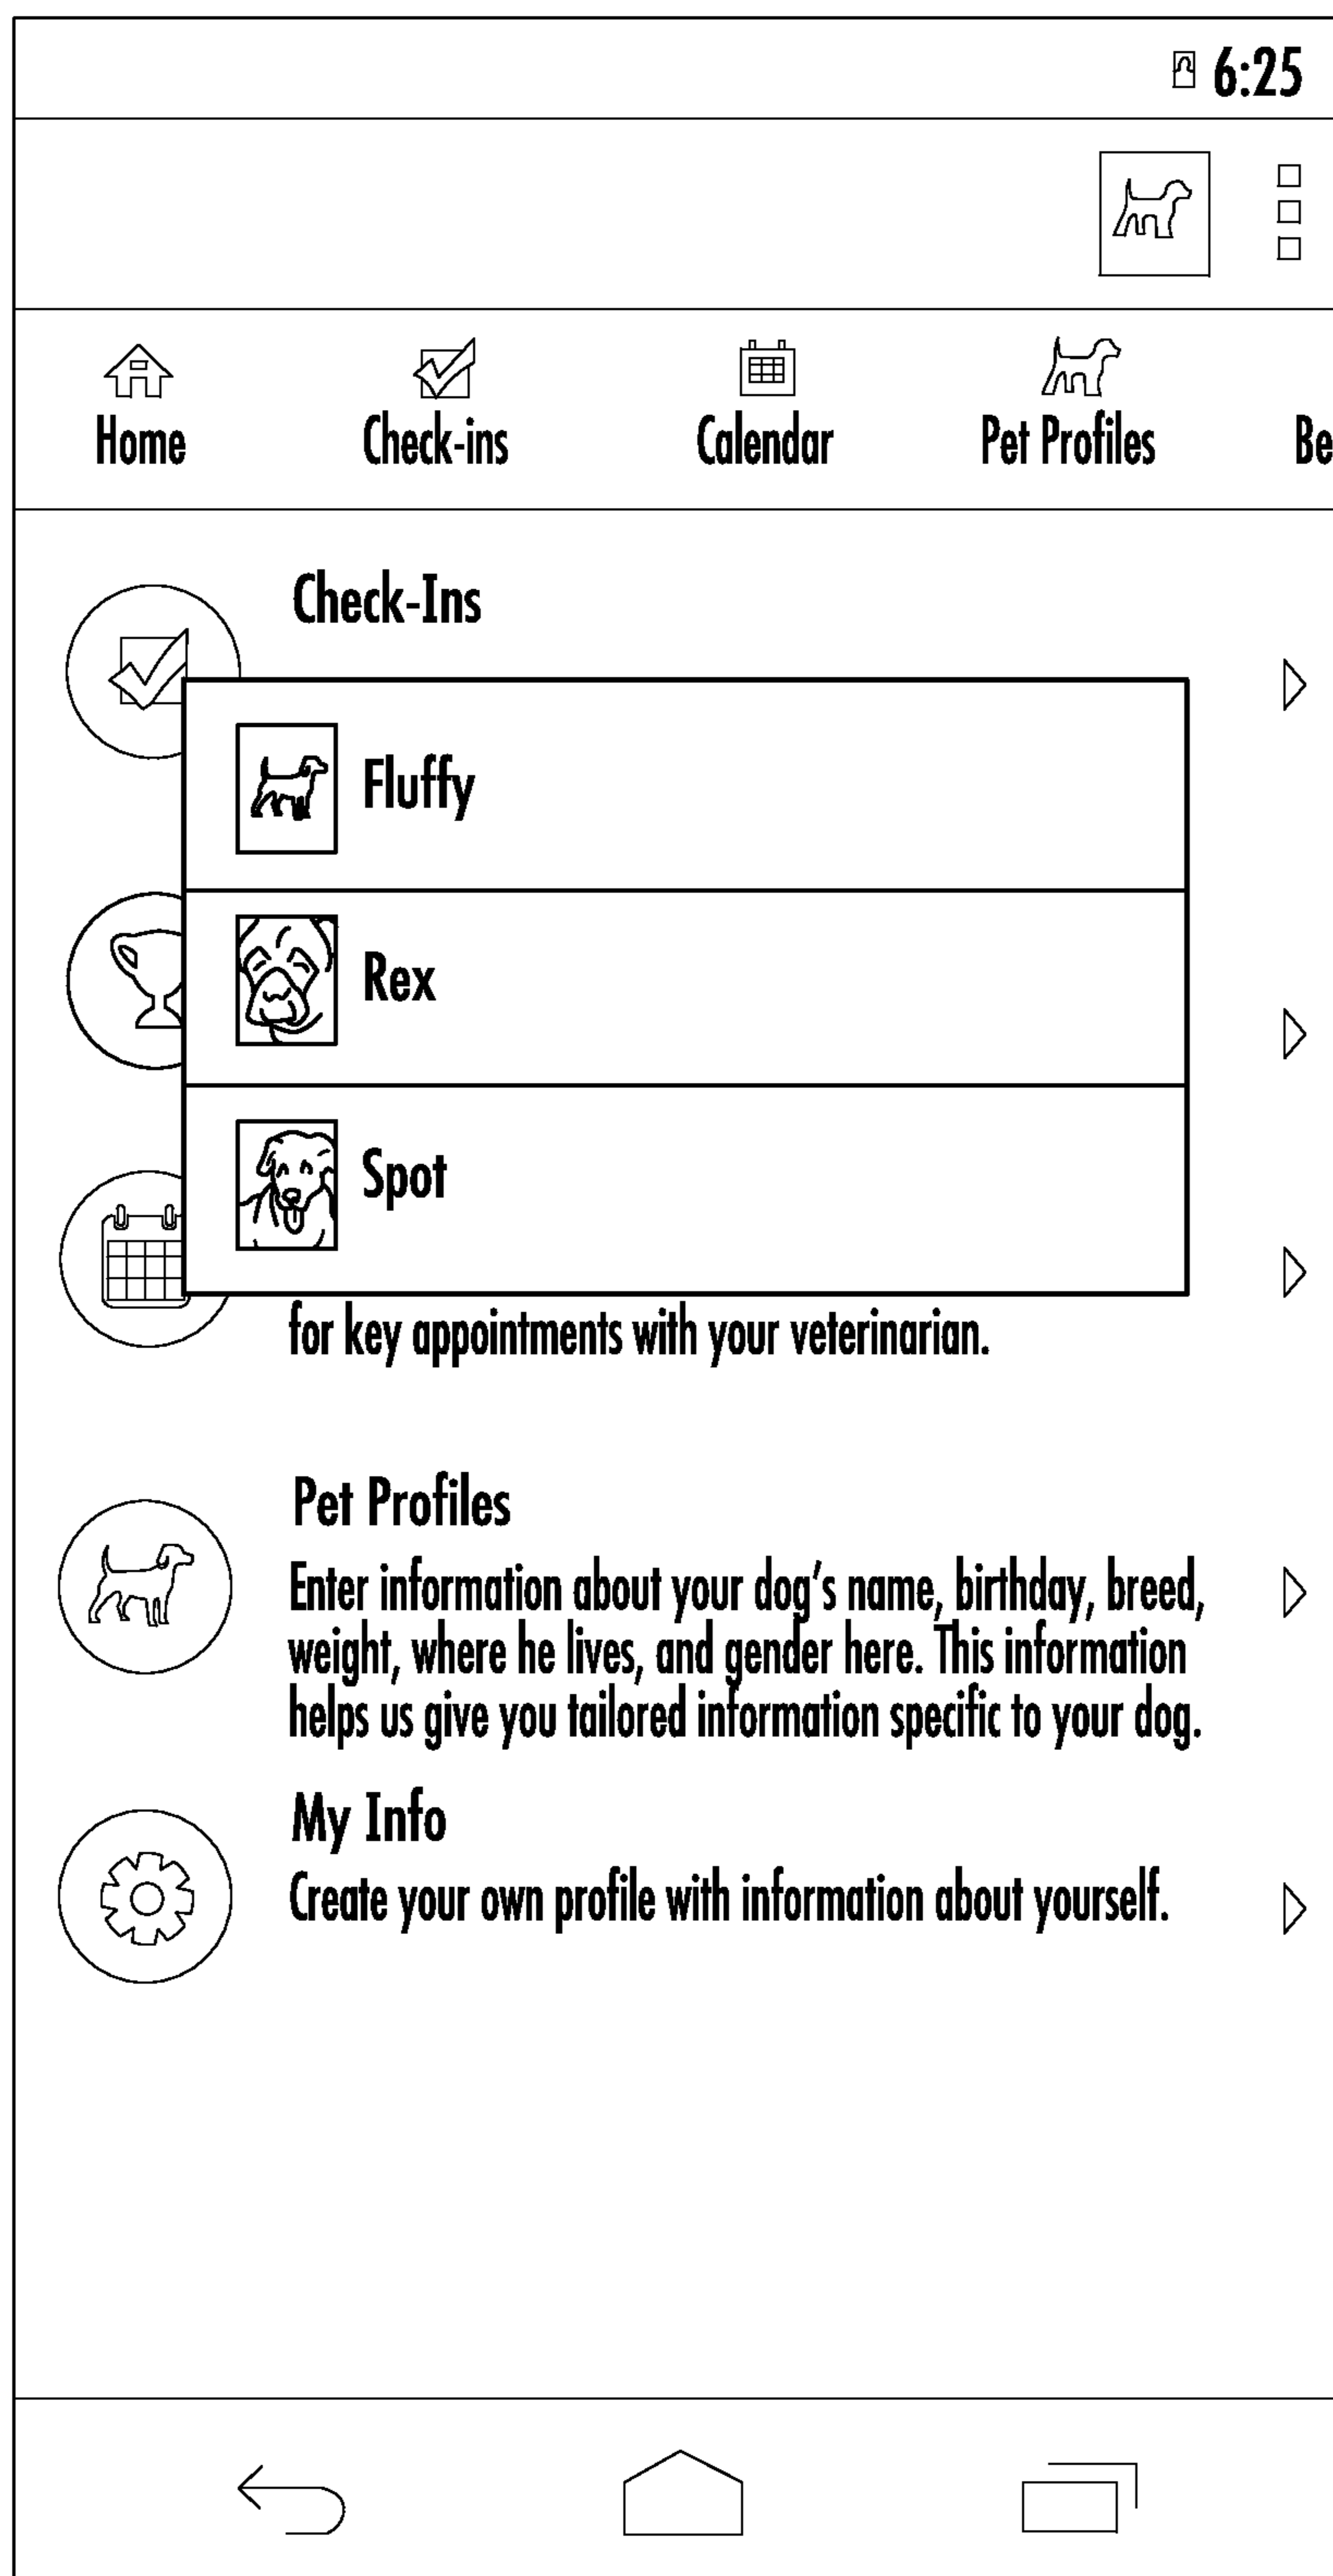 6:25
Home Check-ins Calendar Pet Profiles Be
Check-Ins
Fluffy
Rex
Spot
for key appointments with your veterinarian.
Pet Profiles
Enter information about your dog's name, birthday, breed,
weight, where he lives, and gender here. This information
helps us give you tailored information specific to your dog.
My Info
Create your own profile with information about yourself.